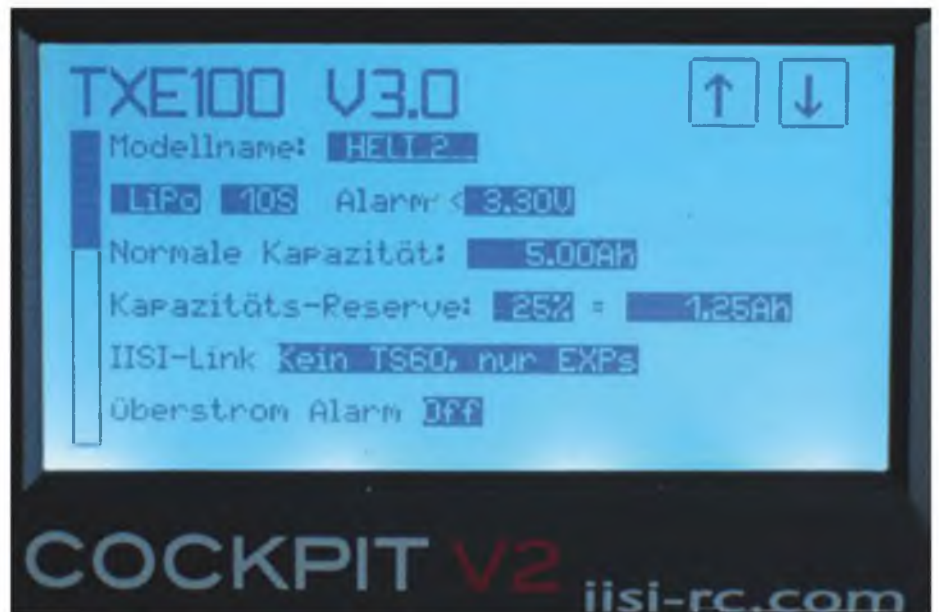 TXE100 V3.0 ↑ ↓
Modellname: HELI 2
LiPo 10S Alarm < 3.30V
Normale Kapazität: 5.00Ah
Kapazitäts-Reserve: 25% = 1.25Ah
IISI-Link Kein TS60, nur EXPs
Überstrom Alarm Off
COCKPIT V2
iisi-rc.com